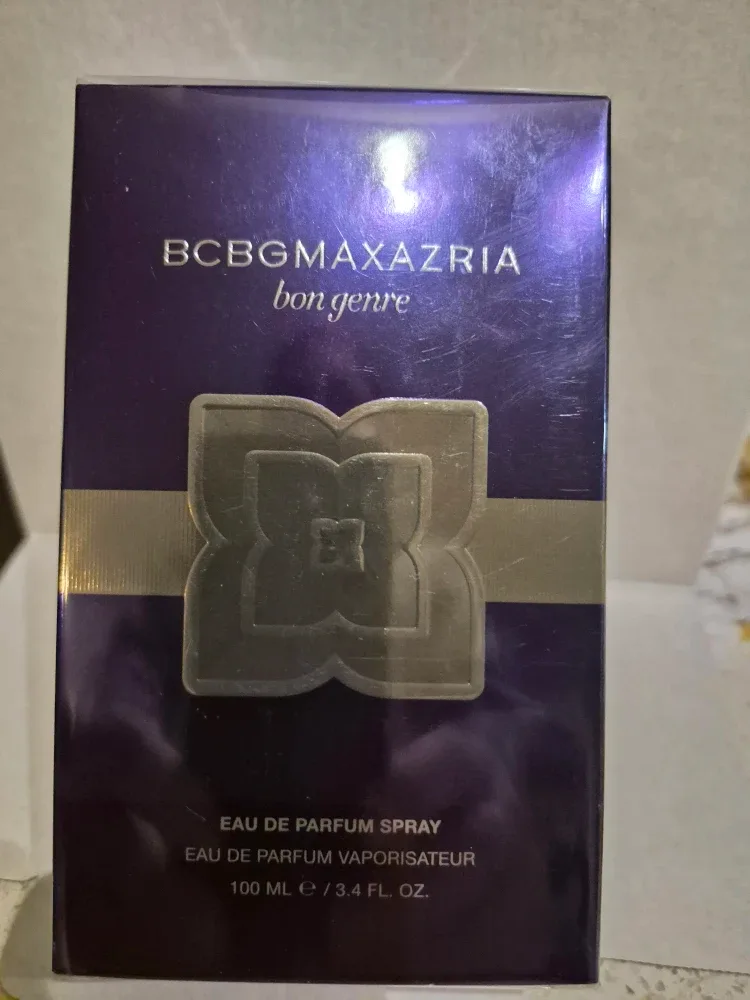 BCBGMAXAZRIA
bon genre
EAU DE PARFUM SPRAY
EAU DE PARFUM VAPORISATEUR
100 ML ℮ / 3.4 FL. OZ.